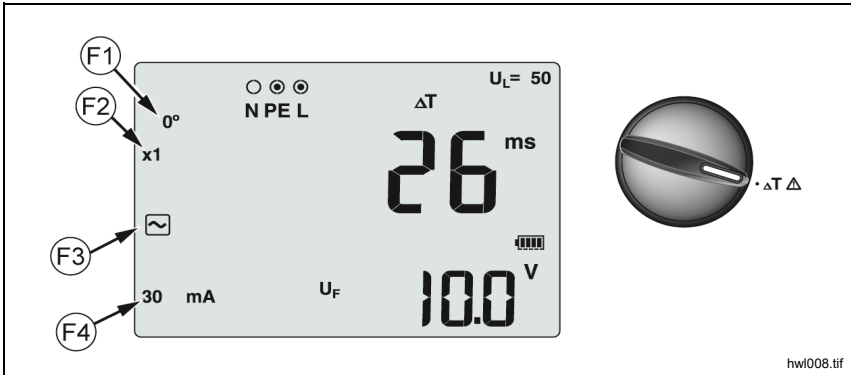 F1
U_L= 50
F2
0º
N PE L
ΔT
x1
26 ms
· ΔT ⚠
F3
10.0 V
30 mA
U_F
F4
hwl008.tif